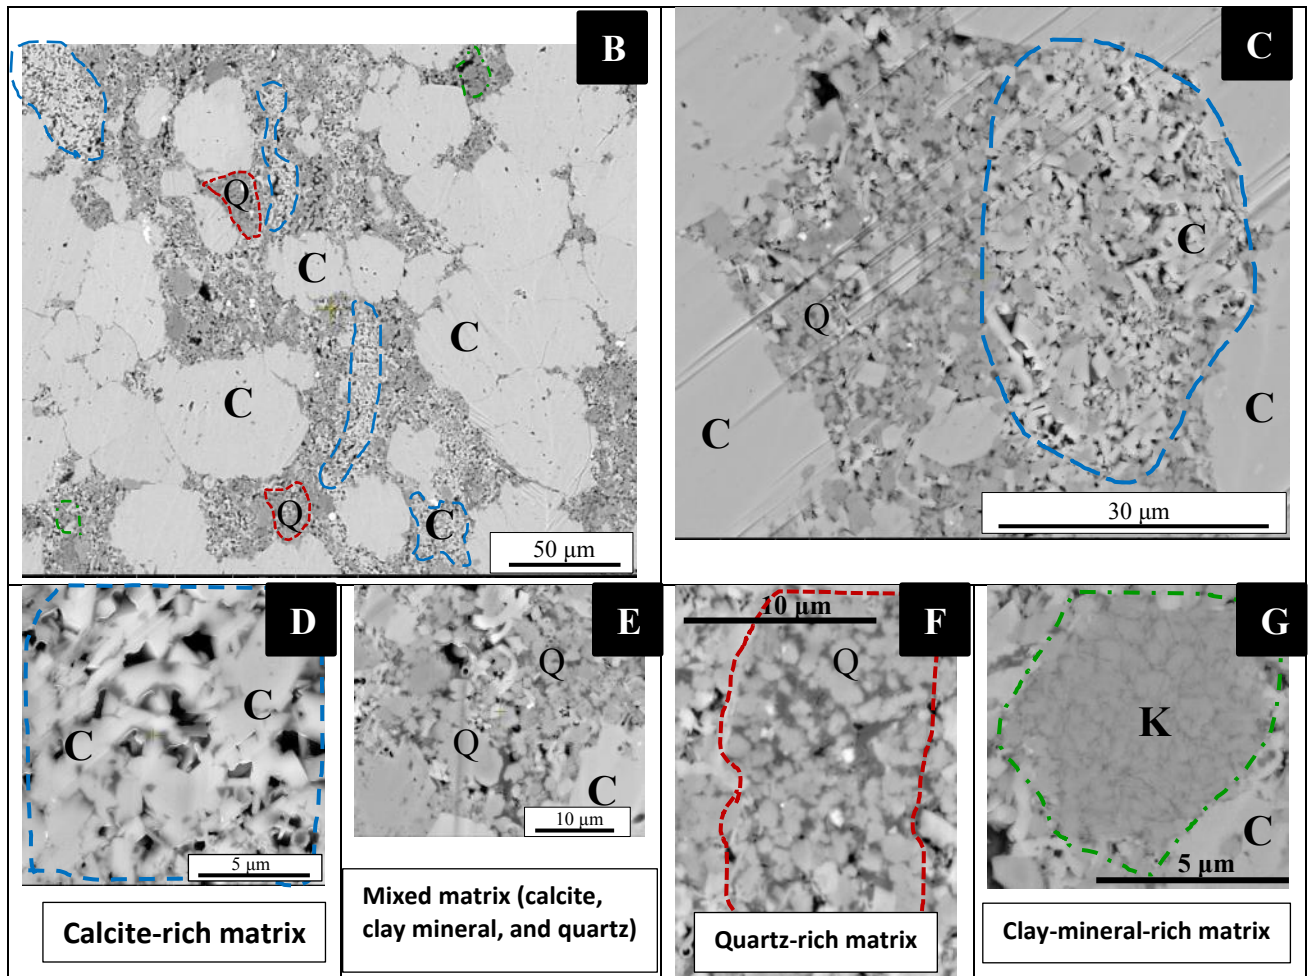 B
Q
C
C
C
Q
C
50 µm
C
C
Q
C
C
30 µm
D
C
C
5 µm
Calcite-rich matrix
E
Q
Q
C
10 µm
Mixed matrix (calcite,
clay mineral, and quartz)
10 µm
F
Q
Quartz-rich matrix
G
K
C
5 µm
Clay-mineral-rich matrix